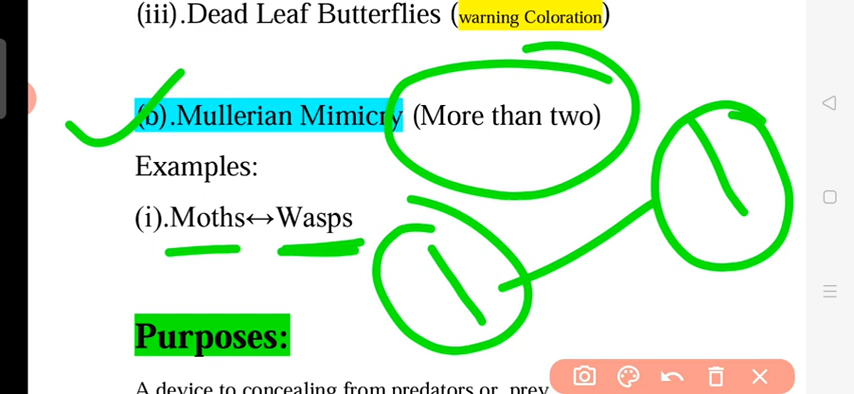 (iii).Dead Leaf Butterflies (warning Coloration)
(b).Mullerian Mimicry (More than two)
Examples:
(i).Moths↔Wasps
Purposes:
A device to concealing from predators or prey